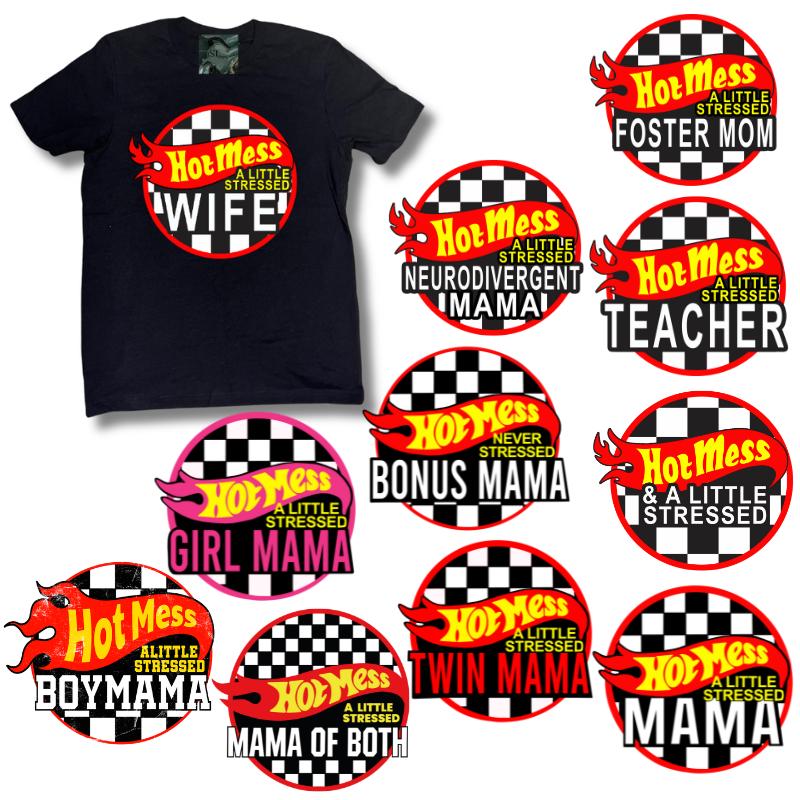 Hot Mess
A LITTLE
STRESSED
WIFE
Hot Mess
A LITTLE
STRESSED
FOSTER MOM
Hot Mess
A LITTLE
STRESSED
NEURODIVERGENT
MAMA
Hot Mess
A LITTLE
STRESSED
TEACHER
Hot Mess
NEVER
STRESSED
BONUS MAMA
Hot Mess
& A LITTLE
STRESSED
Hot Mess
A LITTLE
STRESSED
GIRL MAMA
Hot Mess
A LITTLE
STRESSED
TWIN MAMA
Hot Mess
ALITTLE
STRESSED
BOYMAMA
Hot Mess
A LITTLE
STRESSED
MAMA OF BOTH
Hot Mess
A LITTLE
STRESSED
MAMA